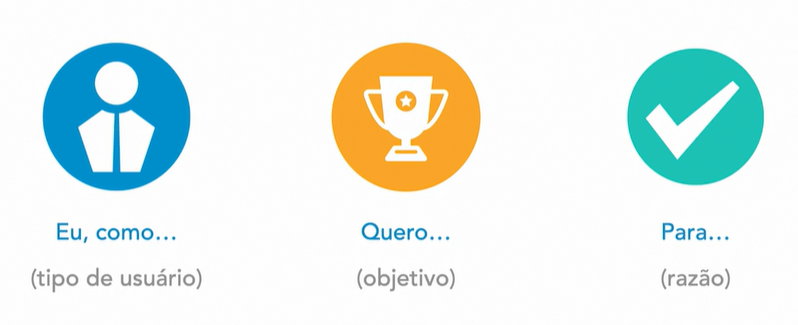 Eu, como...
Quero...
Para...
(tipo de usuário)
(objetivo)
(razão)